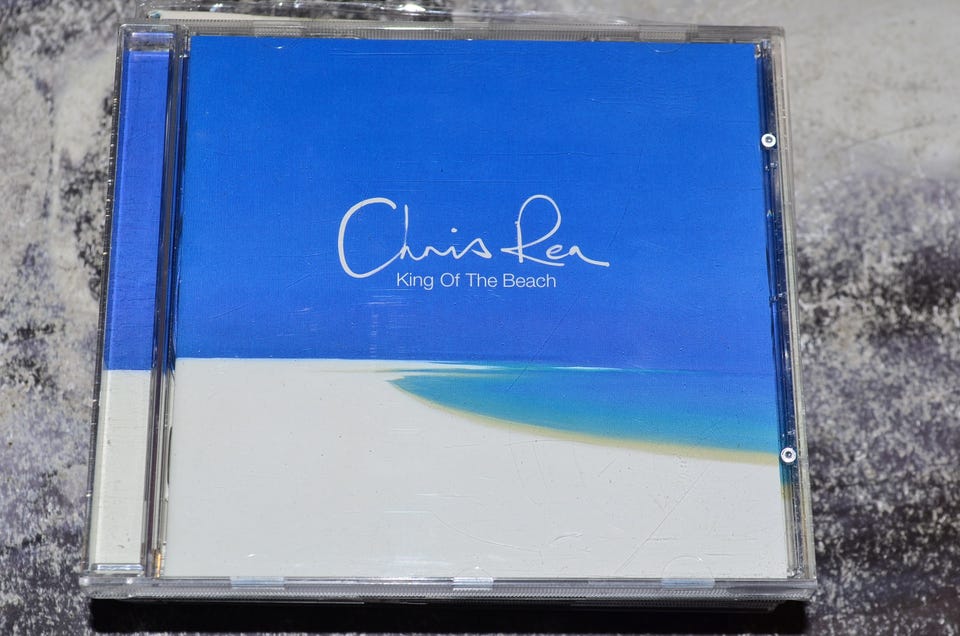 Chris Rea
King Of The Beach